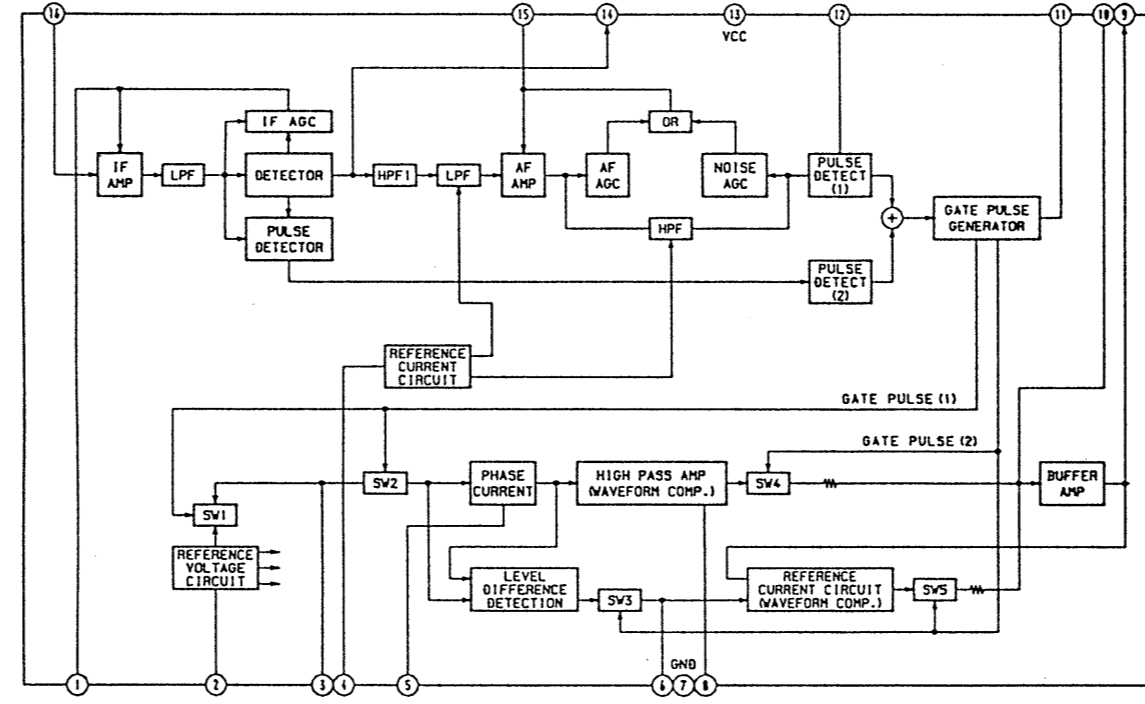 16
15
14
13
12
11
10
9
VCC
IF AGC
OR
IF
AMP
LPF
DETECTOR
HPF1
LPF
AF
AMP
AF
AGC
NOISE
AGC
PULSE
DETECT
(1)
PULSE
DETECTOR
HPF
+
GATE PULSE
GENERATOR
PULSE
DETECT
(2)
REFERENCE
CURRENT
CIRCUIT
GATE PULSE (1)
GATE PULSE (2)
SW1
SW2
PHASE
CURRENT
HIGH PASS AMP
(WAVEFORM COMP.)
SW4
BUFFER
AMP
REFERENCE
VOLTAGE
CIRCUIT
LEVEL
DIFFERENCE
DETECTION
SW3
REFERENCE
CURRENT CIRCUIT
(WAVEFORM COMP.)
SW5
GND
1
2
3
4
5
6
7
8